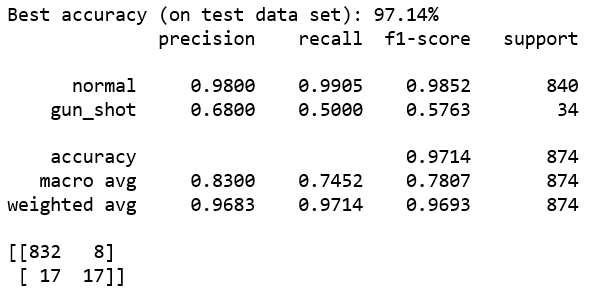 Best accuracy (on test data set): 97.14%
precision recall f1-score support
normal 0.9800 0.9905 0.9852 840
gun_shot 0.6800 0.5000 0.5763 34
accuracy 0.9714 874
macro avg 0.8300 0.7452 0.7807 874
weighted avg 0.9683 0.9714 0.9693 874
[[832 8]
[ 17 17]]